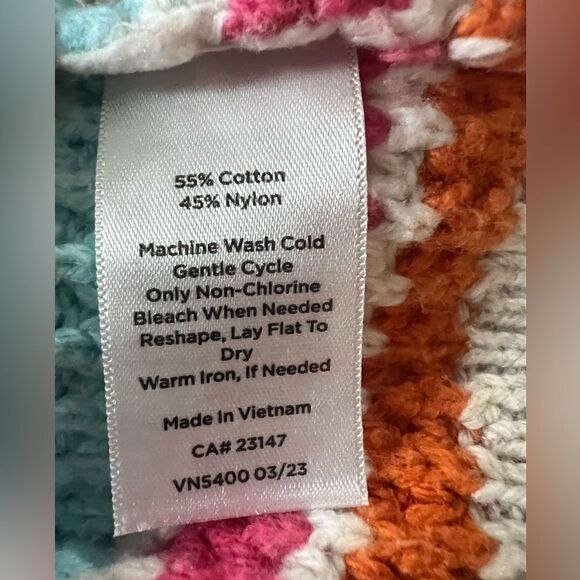 55% Cotton
45% Nylon
Machine Wash Cold
Gentle Cycle
Only Non-Chlorine
Bleach When Needed
Reshape, Lay Flat To
Dry
Warm Iron, If Needed
Made In Vietnam
CA# 23147
VN5400 03/23